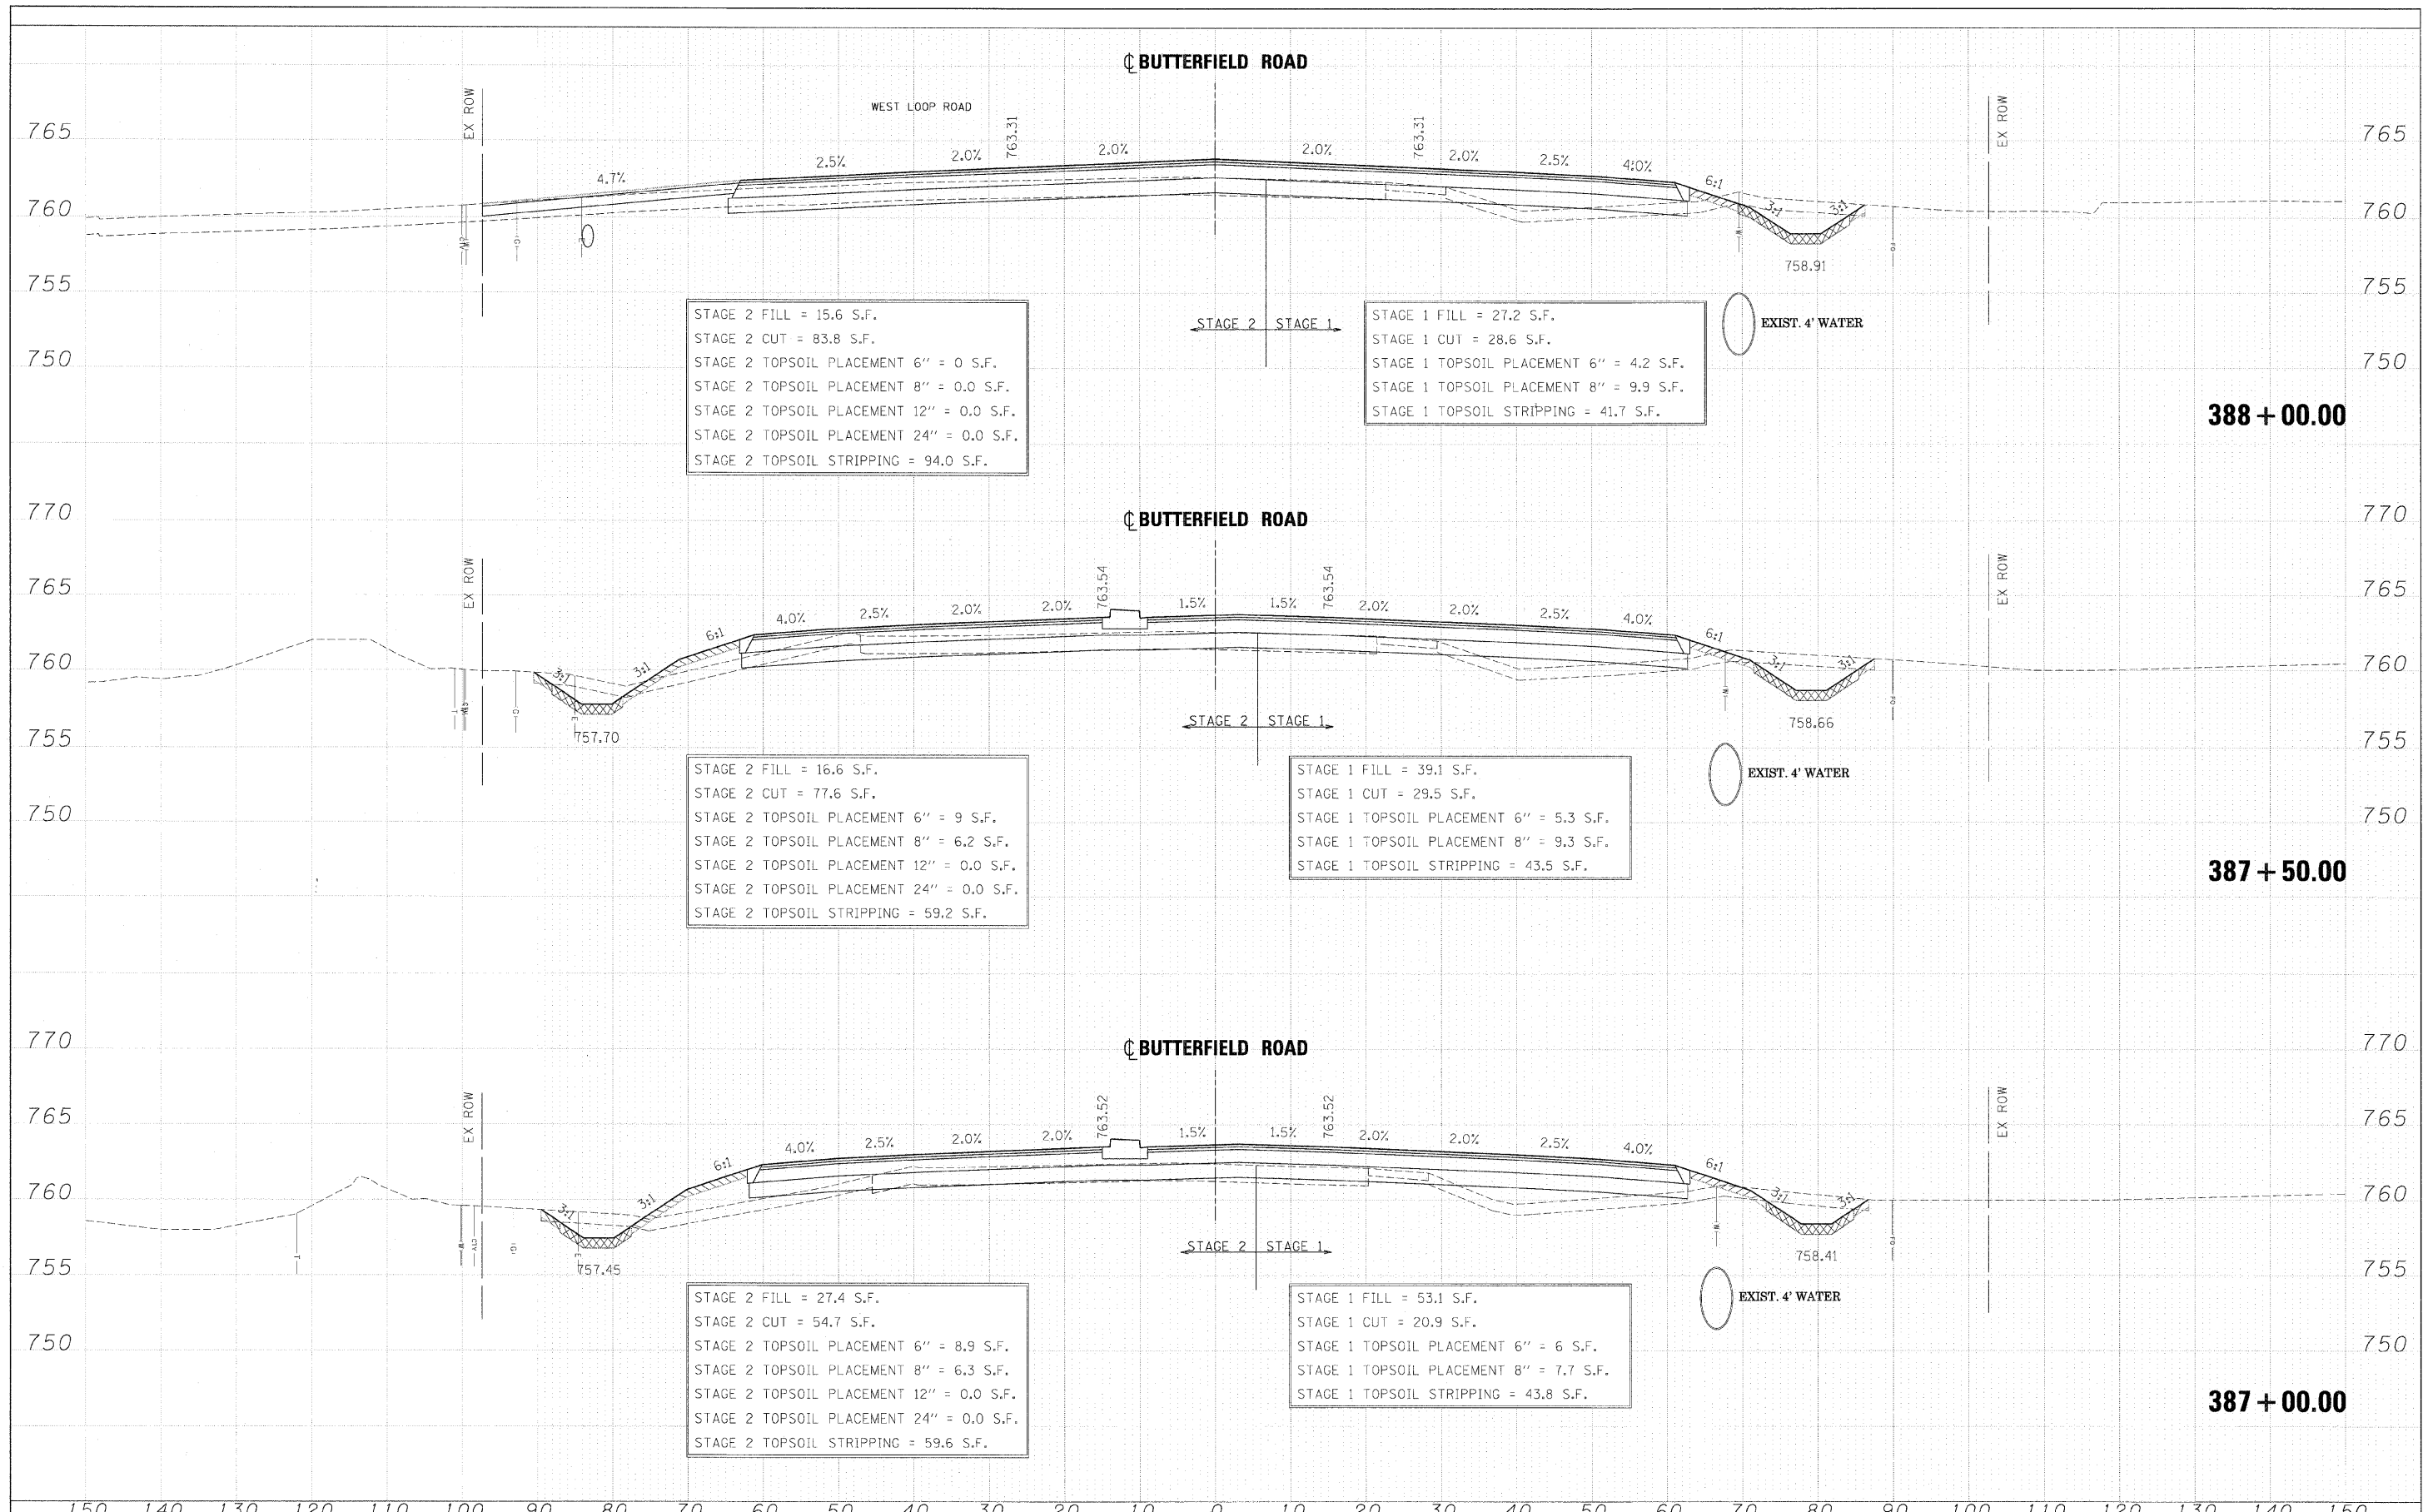 ℄ BUTTERFIELD ROAD
WEST LOOP ROAD
EX ROW
763.31
763.31
EX ROW
765
765
4.7%
2.5%
2.0%
2.0%
2.0%
2.0%
2.5%
4.0%
6:1
3:1
3:1
760
760
G
E
W
FO
758.91
755
755
STAGE 2
STAGE 1
EXIST. 4' WATER
750
750
STAGE 2 FILL = 15.6 S.F.
STAGE 2 CUT = 83.8 S.F.
STAGE 2 TOPSOIL PLACEMENT 6'' = 0 S.F.
STAGE 2 TOPSOIL PLACEMENT 8'' = 0.0 S.F.
STAGE 2 TOPSOIL PLACEMENT 12'' = 0.0 S.F.
STAGE 2 TOPSOIL PLACEMENT 24'' = 0.0 S.F.
STAGE 2 TOPSOIL STRIPPING = 94.0 S.F.
STAGE 1 FILL = 27.2 S.F.
STAGE 1 CUT = 28.6 S.F.
STAGE 1 TOPSOIL PLACEMENT 6'' = 4.2 S.F.
STAGE 1 TOPSOIL PLACEMENT 8'' = 9.9 S.F.
STAGE 1 TOPSOIL STRIPPING = 41.7 S.F.
388+00.00
770
770
℄ BUTTERFIELD ROAD
EX ROW
763.54
763.54
EX ROW
765
765
6:1
4.0%
2.5%
2.0%
2.0%
1.5%
1.5%
2.0%
2.0%
2.5%
4.0%
6:1
760
760
3:1
3:1
3:1
3:1
T
G
E
W
FO
757.70
758.66
755
755
STAGE 2
STAGE 1
EXIST. 4' WATER
750
750
STAGE 2 FILL = 16.6 S.F.
STAGE 2 CUT = 77.6 S.F.
STAGE 2 TOPSOIL PLACEMENT 6'' = 9 S.F.
STAGE 2 TOPSOIL PLACEMENT 8'' = 6.2 S.F.
STAGE 2 TOPSOIL PLACEMENT 12'' = 0.0 S.F.
STAGE 2 TOPSOIL PLACEMENT 24'' = 0.0 S.F.
STAGE 2 TOPSOIL STRIPPING = 59.2 S.F.
STAGE 1 FILL = 39.1 S.F.
STAGE 1 CUT = 29.5 S.F.
STAGE 1 TOPSOIL PLACEMENT 6'' = 5.3 S.F.
STAGE 1 TOPSOIL PLACEMENT 8'' = 9.3 S.F.
STAGE 1 TOPSOIL STRIPPING = 43.5 S.F.
387+50.00
770
770
℄ BUTTERFIELD ROAD
EX ROW
763.52
763.52
EX ROW
765
765
6:1
4.0%
2.5%
2.0%
2.0%
1.5%
1.5%
2.0%
2.0%
2.5%
4.0%
6:1
760
760
3:1
3:1
3:1
3:1
T
W
G
E
W
FO
757.45
758.41
755
755
STAGE 2
STAGE 1
EXIST. 4' WATER
750
750
STAGE 2 FILL = 27.4 S.F.
STAGE 2 CUT = 54.7 S.F.
STAGE 2 TOPSOIL PLACEMENT 6'' = 8.9 S.F.
STAGE 2 TOPSOIL PLACEMENT 8'' = 6.3 S.F.
STAGE 2 TOPSOIL PLACEMENT 12'' = 0.0 S.F.
STAGE 2 TOPSOIL PLACEMENT 24'' = 0.0 S.F.
STAGE 2 TOPSOIL STRIPPING = 59.6 S.F.
STAGE 1 FILL = 53.1 S.F.
STAGE 1 CUT = 20.9 S.F.
STAGE 1 TOPSOIL PLACEMENT 6'' = 6 S.F.
STAGE 1 TOPSOIL PLACEMENT 8'' = 7.7 S.F.
STAGE 1 TOPSOIL STRIPPING = 43.8 S.F.
387+00.00
150 140 130 120 110 100 90 80 70 60 50 40 30 20 10 0 10 20 30 40 50 60 70 80 90 100 110 120 130 140 150